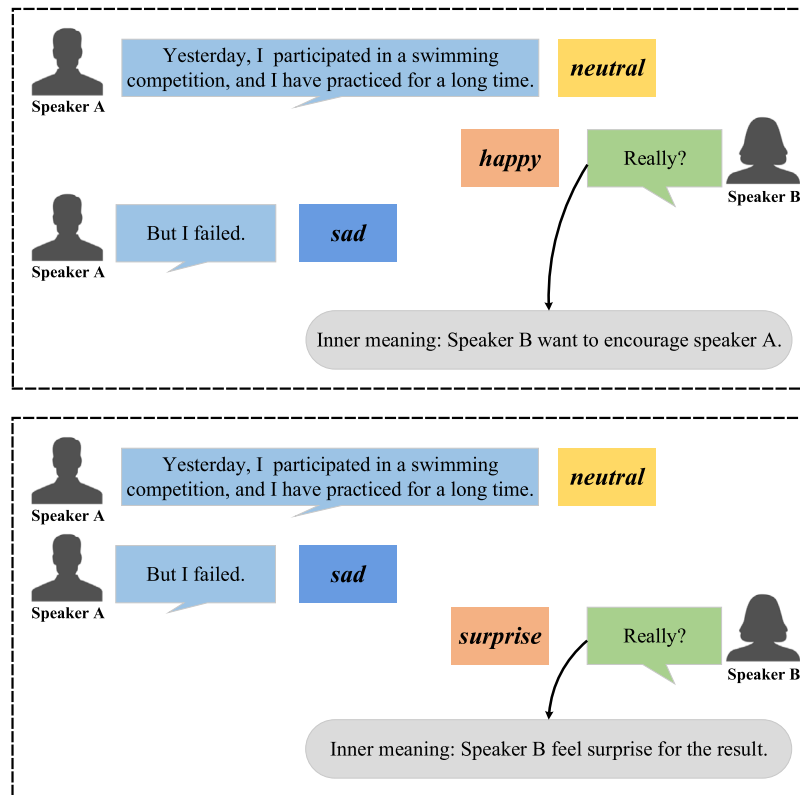 Yesterday, I participated in a swimming
competition, and I have practiced for a long time.
neutral
Speaker A
happy
Really?
Speaker B
But I failed.
sad
Speaker A
Inner meaning: Speaker B want to encourage speaker A.
Yesterday, I participated in a swimming
competition, and I have practiced for a long time.
neutral
Speaker A
But I failed.
sad
Speaker A
surprise
Really?
Speaker B
Inner meaning: Speaker B feel surprise for the result.